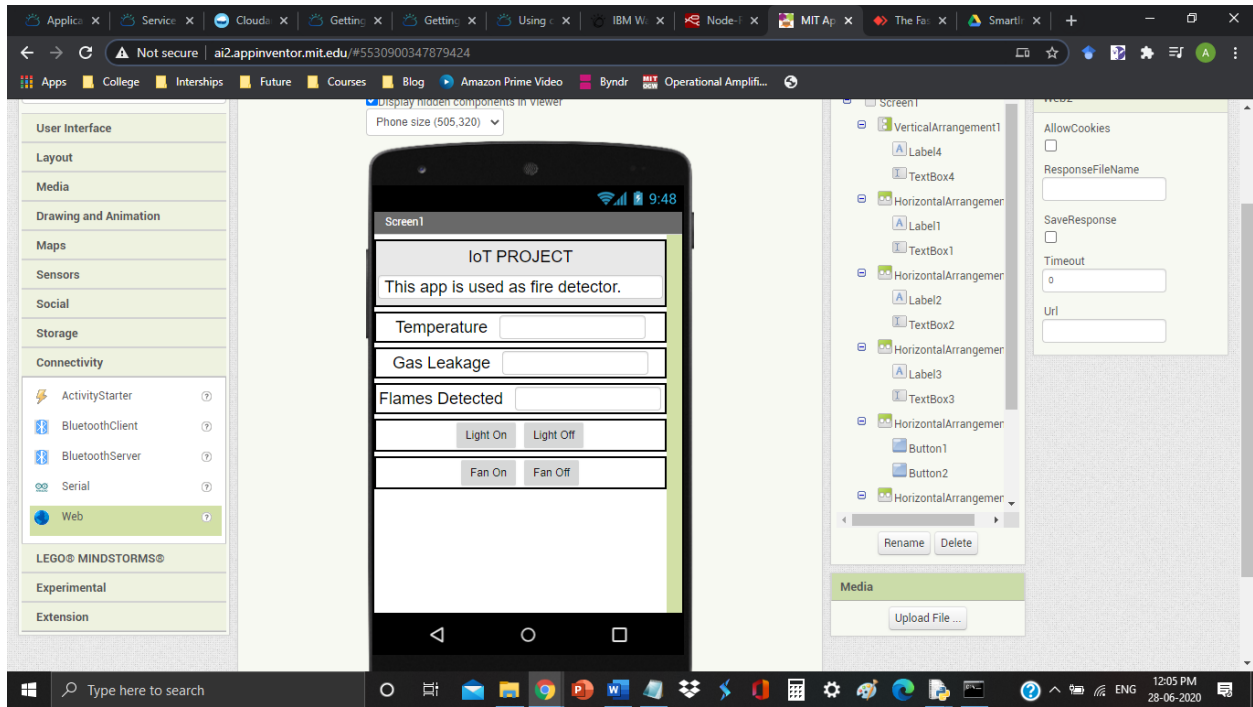 Applica
Service
Cloudan
Getting
Getting
Using c
IBM Wa
Node-R
MIT Ap
The Fas
SmartIn
Not secure | ai2.appinventor.mit.edu/#5530900347879424
A
Apps
College
Interships
Future
Courses
Blog
Amazon Prime Video
Byndr
Operational Amplifi...
User Interface
Layout
Media
Drawing and Animation
Maps
Sensors
Social
Storage
Connectivity
ActivityStarter
BluetoothClient
BluetoothServer
Serial
Web
LEGO® MINDSTORMS®
Experimental
Extension
Display hidden components in Viewer
Phone size (505,320)
9:48
Screen1
IoT PROJECT
This app is used as fire detector.
Temperature
Gas Leakage
Flames Detected
Light On Light Off
Fan On Fan Off
Screen1
VerticalArrangement1
Label4
TextBox4
HorizontalArrangemer
Label1
TextBox1
HorizontalArrangemer
Label2
TextBox2
HorizontalArrangemer
Label3
TextBox3
HorizontalArrangemer
Button1
Button2
HorizontalArrangemer
Rename Delete
Media
Upload File ...
Web2
AllowCookies
ResponseFileName
SaveResponse
Timeout
0
Url
Type here to search
ENG
12:05 PM
28-06-2020